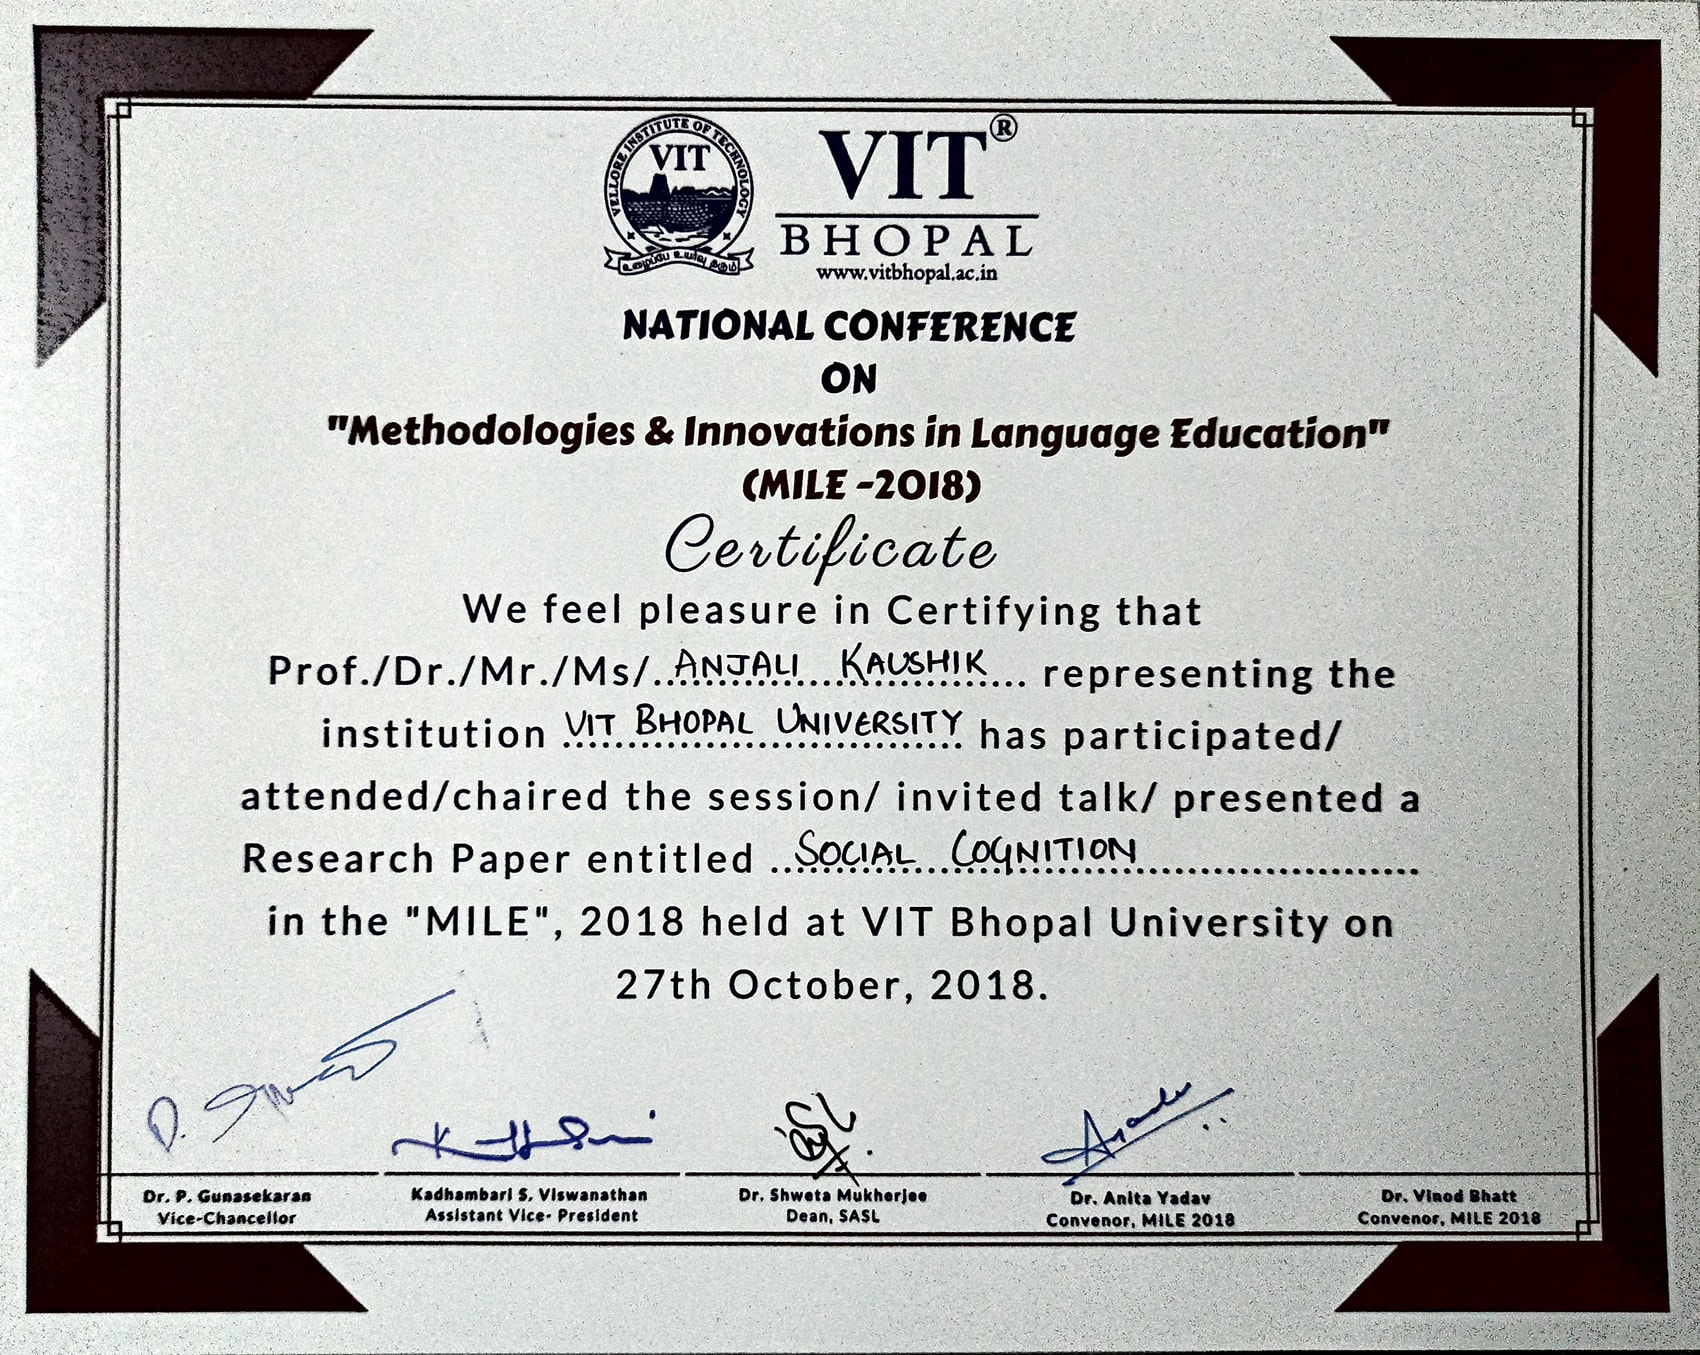 VELLORE INSTITUTE OF TECHNOLOGY
VIT
உழைப்பே உயர்வு தரும்
VIT®
BHOPAL
www.vitbhopal.ac.in
NATIONAL CONFERENCE
ON
"Methodologies & Innovations in Language Education"
(MILE -2018)
Certificate
We feel pleasure in Certifying that
Prof./Dr./Mr./Ms/..ANJALI KAUSHIK... representing the
institution VIT BHOPAL UNIVERSITY has participated/
attended/chaired the session/ invited talk/ presented a
Research Paper entitled ..SOCIAL COGNITION..............................
in the "MILE", 2018 held at VIT Bhopal University on
27th October, 2018.
Dr. P. Gunasekaran
Vice-Chancellor
Kadhambari S. Viswanathan
Assistant Vice- President
Dr. Shweta Mukherjee
Dean, SASL
Dr. Anita Yadav
Convenor, MILE 2018
Dr. Vinod Bhatt
Convenor, MILE 2018